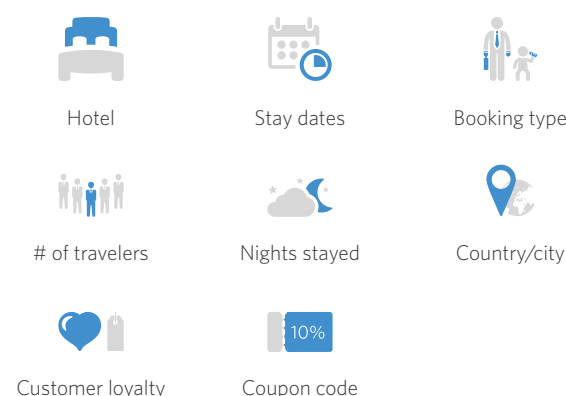 Hotel
Stay dates
Booking type
# of travelers
Nights stayed
Country/city
10%
Customer loyalty
Coupon code